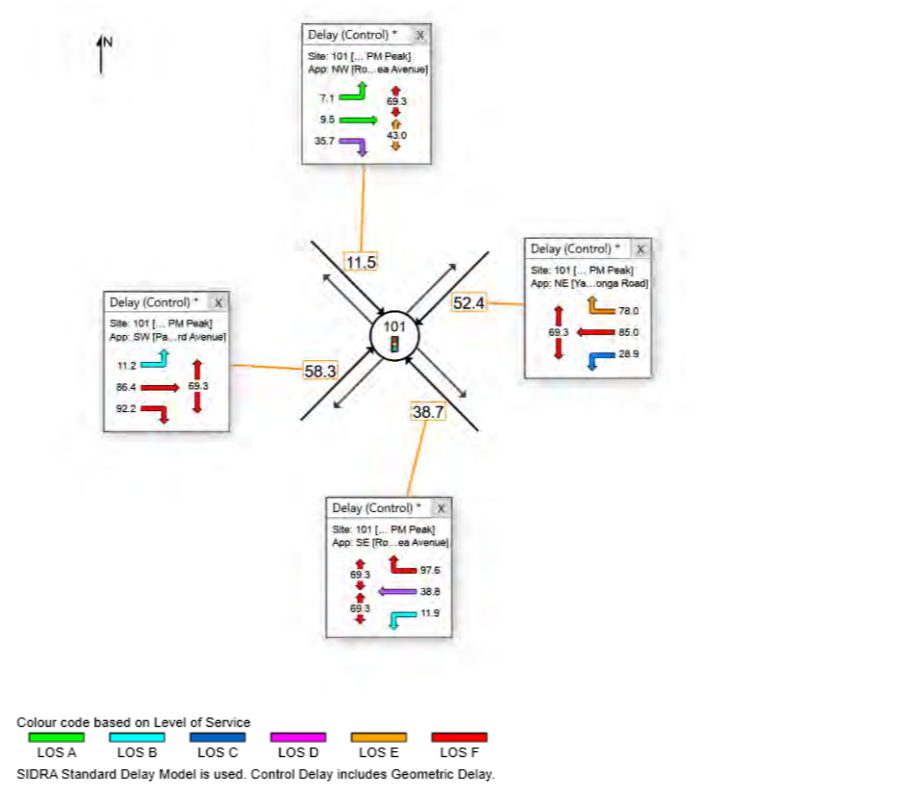 N
Delay (Control) * X
Site: 101 [... PM Peak]
App: NW [Ro...ea Avenue]
7.1
69.3
9.5
43.0
35.7
11.5
Delay (Control) * X
Site: 101 [... PM Peak]
App: NE [Ya...onga Road]
78.0
69.3 85.0
28.9
52.4
101
Delay (Control) * X
Site: 101 [... PM Peak]
App: SW [Pa...rd Avenue]
11.2
86.4 69.3
92.2
58.3
38.7
Delay (Control) * X
Site: 101 [... PM Peak]
App: SE [Ro...ea Avenue]
69.3 97.6
38.8
69.3 11.9
Colour code based on Level of Service
LOS A LOS B LOS C LOS D LOS E LOS F
SIDRA Standard Delay Model is used. Control Delay includes Geometric Delay.